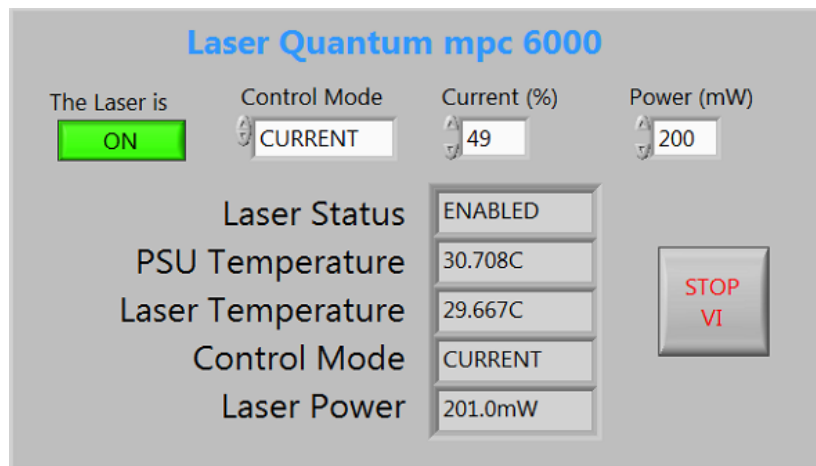 Laser Quantum mpc 6000
The Laser is
Control Mode
Current (%)
Power (mW)
ON
CURRENT
49
200
Laser Status
ENABLED
PSU Temperature
30.708C
Laser Temperature
29.667C
Control Mode
CURRENT
Laser Power
201.0mW
STOP
VI